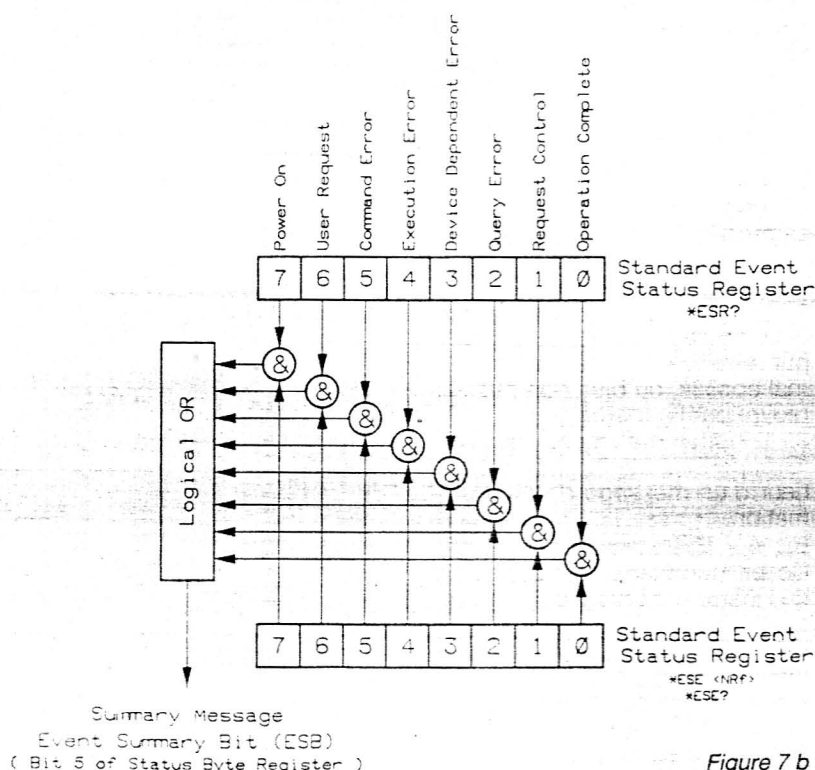 Power On
User Request
Command Error
Execution Error
Device Dependent Error
Query Error
Request Control
Operation Complete
7 6 5 4 3 2 1 0
Standard Event
Status Register
*ESR?
&
&
&
&
&
&
&
&
Logical OR
7 6 5 4 3 2 1 0
Standard Event
Status Register
*ESE <NRf>
*ESE?
Summary Message
Event Summary Bit (ESB)
( Bit 5 of Status Byte Register )
Figure 7 b